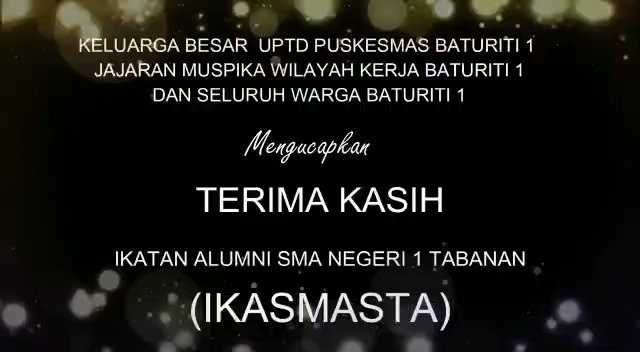 KELUARGA BESAR UPTD PUSKESMAS BATURITI 1
JAJARAN MUSPIKA WILAYAH KERJA BATURITI 1
DAN SELURUH WARGA BATURITI 1
Mengucapkan
TERIMA KASIH
IKATAN ALUMNI SMA NEGERI 1 TABANAN
(IKASMASTA)